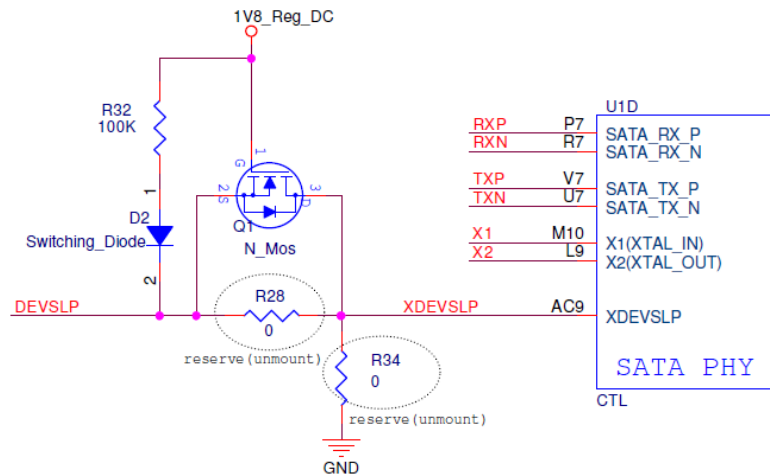 1V8_Reg_DC
R32
100K
1
D2
Switching_Diode
2
1
G
2
S
3
D
Q1
N_Mos
DEVSLP
R28
0
reserve(unmount)
XDEVSLP
R34
0
reserve(unmount)
GND
U1D
RXP P7 SATA_RX_P
RXN R7 SATA_RX_N
TXP V7 SATA_TX_P
TXN U7 SATA_TX_N
X1 M10 X1(XTAL_IN)
X2 L9 X2(XTAL_OUT)
AC9 XDEVSLP
SATA PHY
CTL